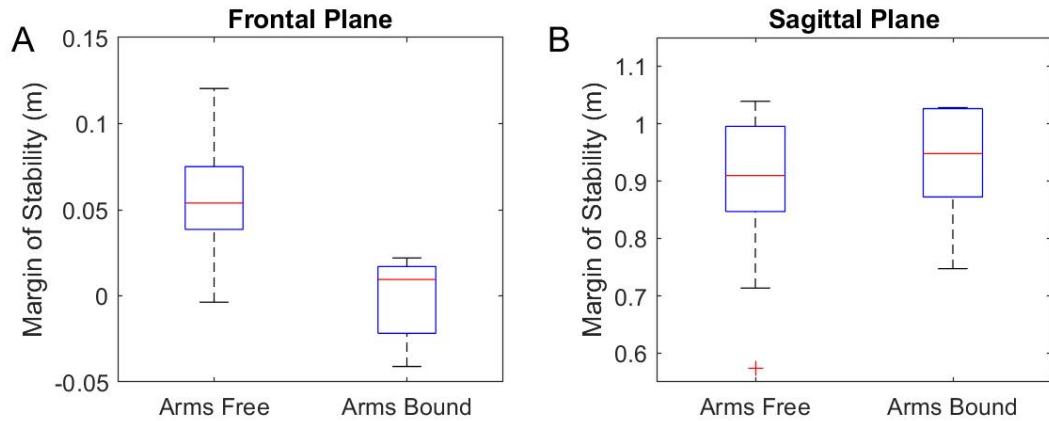 A
Frontal Plane
Margin of Stability (m)
0.15
0.1
0.05
0
-0.05
Arms Free Arms Bound
B
Sagittal Plane
Margin of Stability (m)
1.1
1
0.9
0.8
0.7
0.6
Arms Free Arms Bound